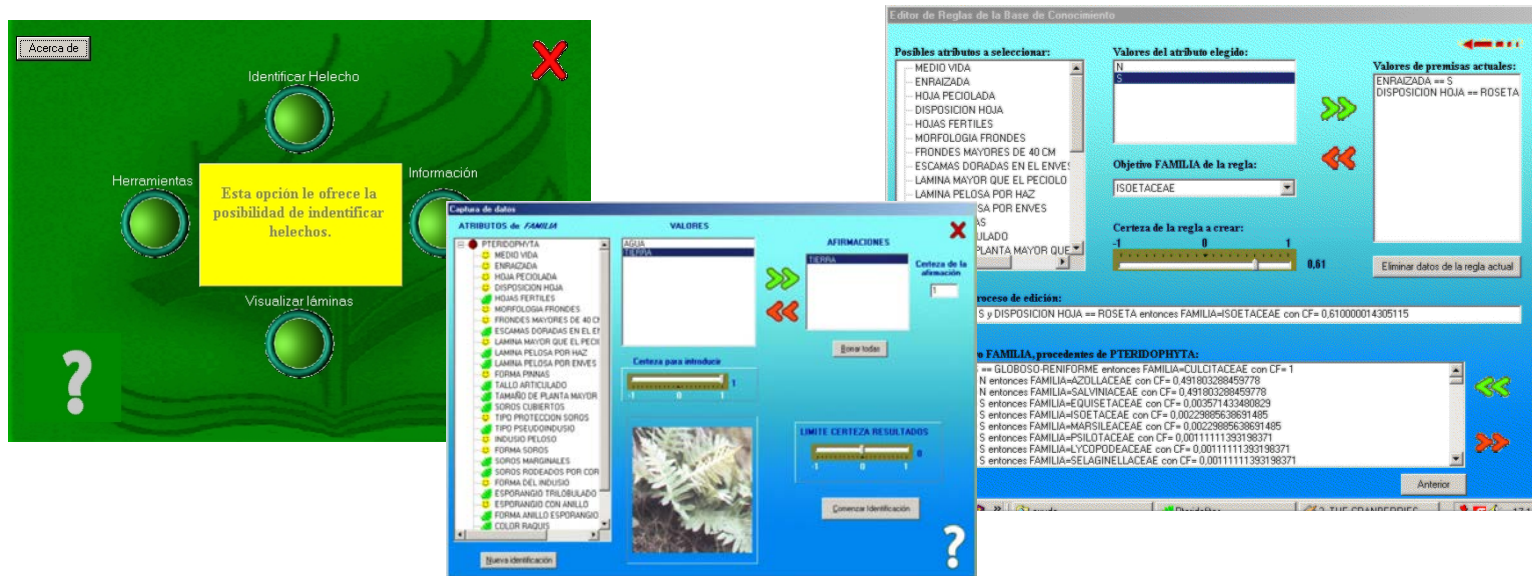 Acerca de
Identificar Helecho
Herramientas
Información
Esta opción le ofrece la
posibilidad de indentificar
helechos.
Visualizar láminas
?
Captura de datos
ATRIBUTOS de FAMILIA
PTERIDOPHYTA
MEDIO VIDA
ENRAIZADA
HOJA PECIOLADA
DISPOSICION HOJA
HOJAS FERTILES
MORFOLOGIA FRONDES
FRONDES MAYORES DE 40 CM
ESCAMAS DORADAS EN EL EN
LAMINA MAYOR QUE EL PECI
LAMINA PELOSA POR HAZ
LAMINA PELOSA POR ENVES
FORMA PINNAS
TALLO ARTICULADO
TAMAÑO DE PLANTA MAYOR
SOROS CUBIERTOS
TIPO PROTECCION SOROS
TIPO PSEUDOINDUSIO
INDUSIO PELOSO
FORMA SOROS
SOROS MARGINALES
SOROS RODEADOS POR COR
FORMA DEL INDUSIO
ESPORANGIO TRILOBULADO
ESPORANGIO CON ANILLO
FORMA ANILLO ESPORANGIO
COLOR RAQUIS
Nueva identificación
VALORES
AGUA
TIERRA
Certeza para introducir
1
-1 0 1
AFIRMACIONES
TIERRA
Certeza de la
afirmación
1
Borrar todas
LIMITE CERTEZA RESULTADOS
0
-1 0 1
Comenzar Identificación
?
Editor de Reglas de la Base de Conocimiento
Posibles atributos a seleccionar:
MEDIO VIDA
ENRAIZADA
HOJA PECIOLADA
DISPOSICION HOJA
HOJAS FERTILES
MORFOLOGIA FRONDES
FRONDES MAYORES DE 40 CM
ESCAMAS DORADAS EN EL ENVES
LAMINA MAYOR QUE EL PECIOLO
LAMINA PELOSA POR HAZ
SA POR ENVES
AS
ULADO
PLANTA MAYOR QUE
Valores del atributo elegido:
N
S
Objetivo FAMILIA de la regla:
ISOETACEAE
Certeza de la regla a crear:
-1 0 1
0,61
Valores de premisas actuales:
ENRAIZADA == S
DISPOSICION HOJA == ROSETA
Eliminar datos de la regla actual
roceso de edición:
S y DISPOSICION HOJA == ROSETA entonces FAMILIA=ISOETACEAE con CF= 0,610000014305115
o FAMILIA, procedentes de PTERIDOPHYTA:
S == GLOBOSO-RENIFORME entonces FAMILIA=CULCITACEAE con CF= 1
N entonces FAMILIA=AZOLLACEAE con CF= 0,491803288459778
N entonces FAMILIA=SALVINIACEAE con CF= 0,491803288459778
S entonces FAMILIA=EQUISETACEAE con CF= 0,003571433480829
S entonces FAMILIA=ISOETACEAE con CF= 0,00229885638691485
S entonces FAMILIA=MARSILEACEAE con CF= 0,00229885638691485
S entonces FAMILIA=PSILOTACEAE con CF= 0,00111111393198371
S entonces FAMILIA=LYCOPODEACEAE con CF= 0,00111111393198371
S entonces FAMILIA=SELAGINELLACEAE con CF= 0,00111111393198371
Anterior